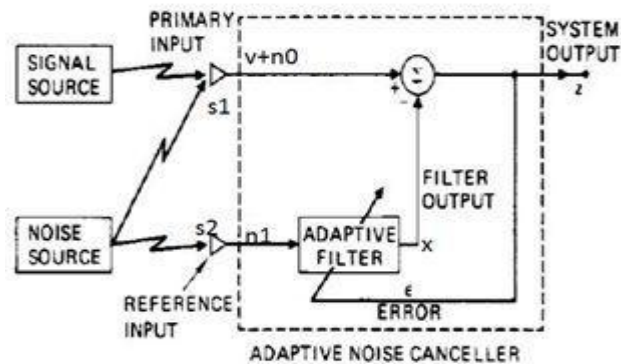 PRIMARY
INPUT
SYSTEM
OUTPUT
v+n0
SIGNAL
SOURCE
Σ
+
-
z
s1
FILTER
OUTPUT
s2
n1
NOISE
SOURCE
ADAPTIVE
FILTER
x
ε
ERROR
REFERENCE
INPUT
ADAPTIVE NOISE CANCELLER